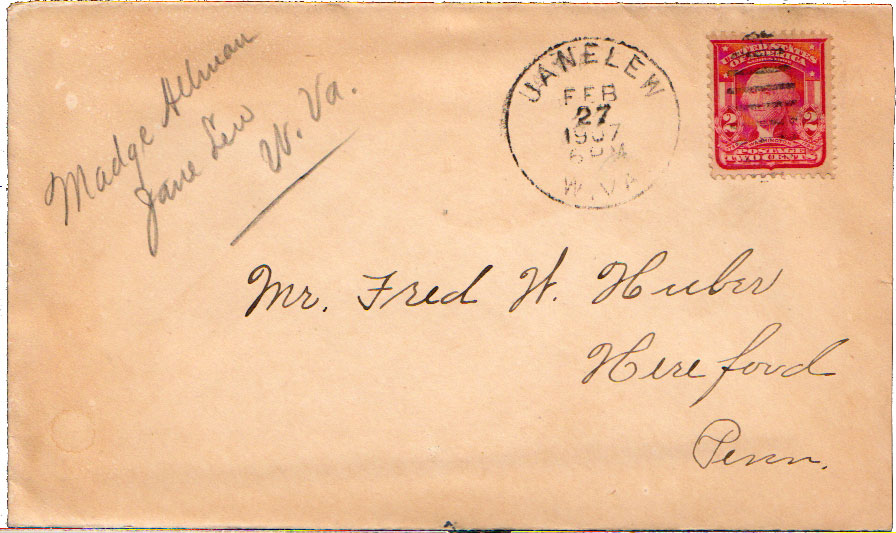 Madge Allman
Jane Lew
W. Va.
JANELEW
FEB
27
1907
6 PM
W. VA.
UNITED STATES
OF AMERICA
2 2
WASHINGTON
POSTAGE
TWO CENTS
Mr. Fred W. Huber
Hereford
Penn.